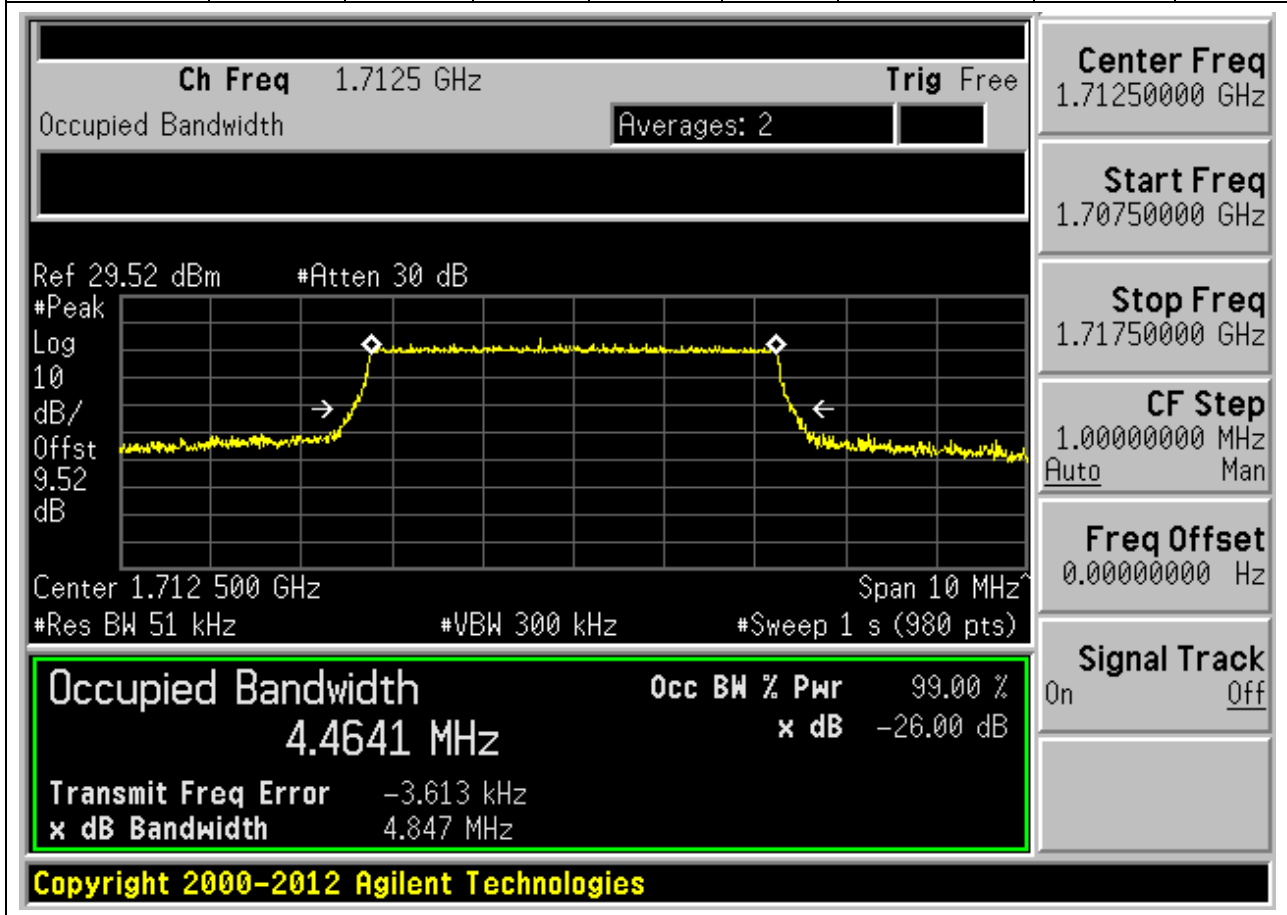 Ch Freq 1.7125 GHz Trig Free
Occupied Bandwidth Averages: 2
Ref 29.52 dBm #Atten 30 dB
#Peak
Log
10
dB/
Offst
9.52
dB
Center 1.712 500 GHz Span 10 MHz^
#Res BW 51 kHz #VBW 300 kHz #Sweep 1 s (980 pts)
Occupied Bandwidth Occ BW % Pwr 99.00 %
4.4641 MHz x dB -26.00 dB
Transmit Freq Error -3.613 kHz
x dB Bandwidth 4.847 MHz
Copyright 2000-2012 Agilent Technologies
Center Freq
1.71250000 GHz
Start Freq
1.70750000 GHz
Stop Freq
1.71750000 GHz
CF Step
1.00000000 MHz
Auto Man
Freq Offset
0.00000000 Hz
Signal Track
On Off